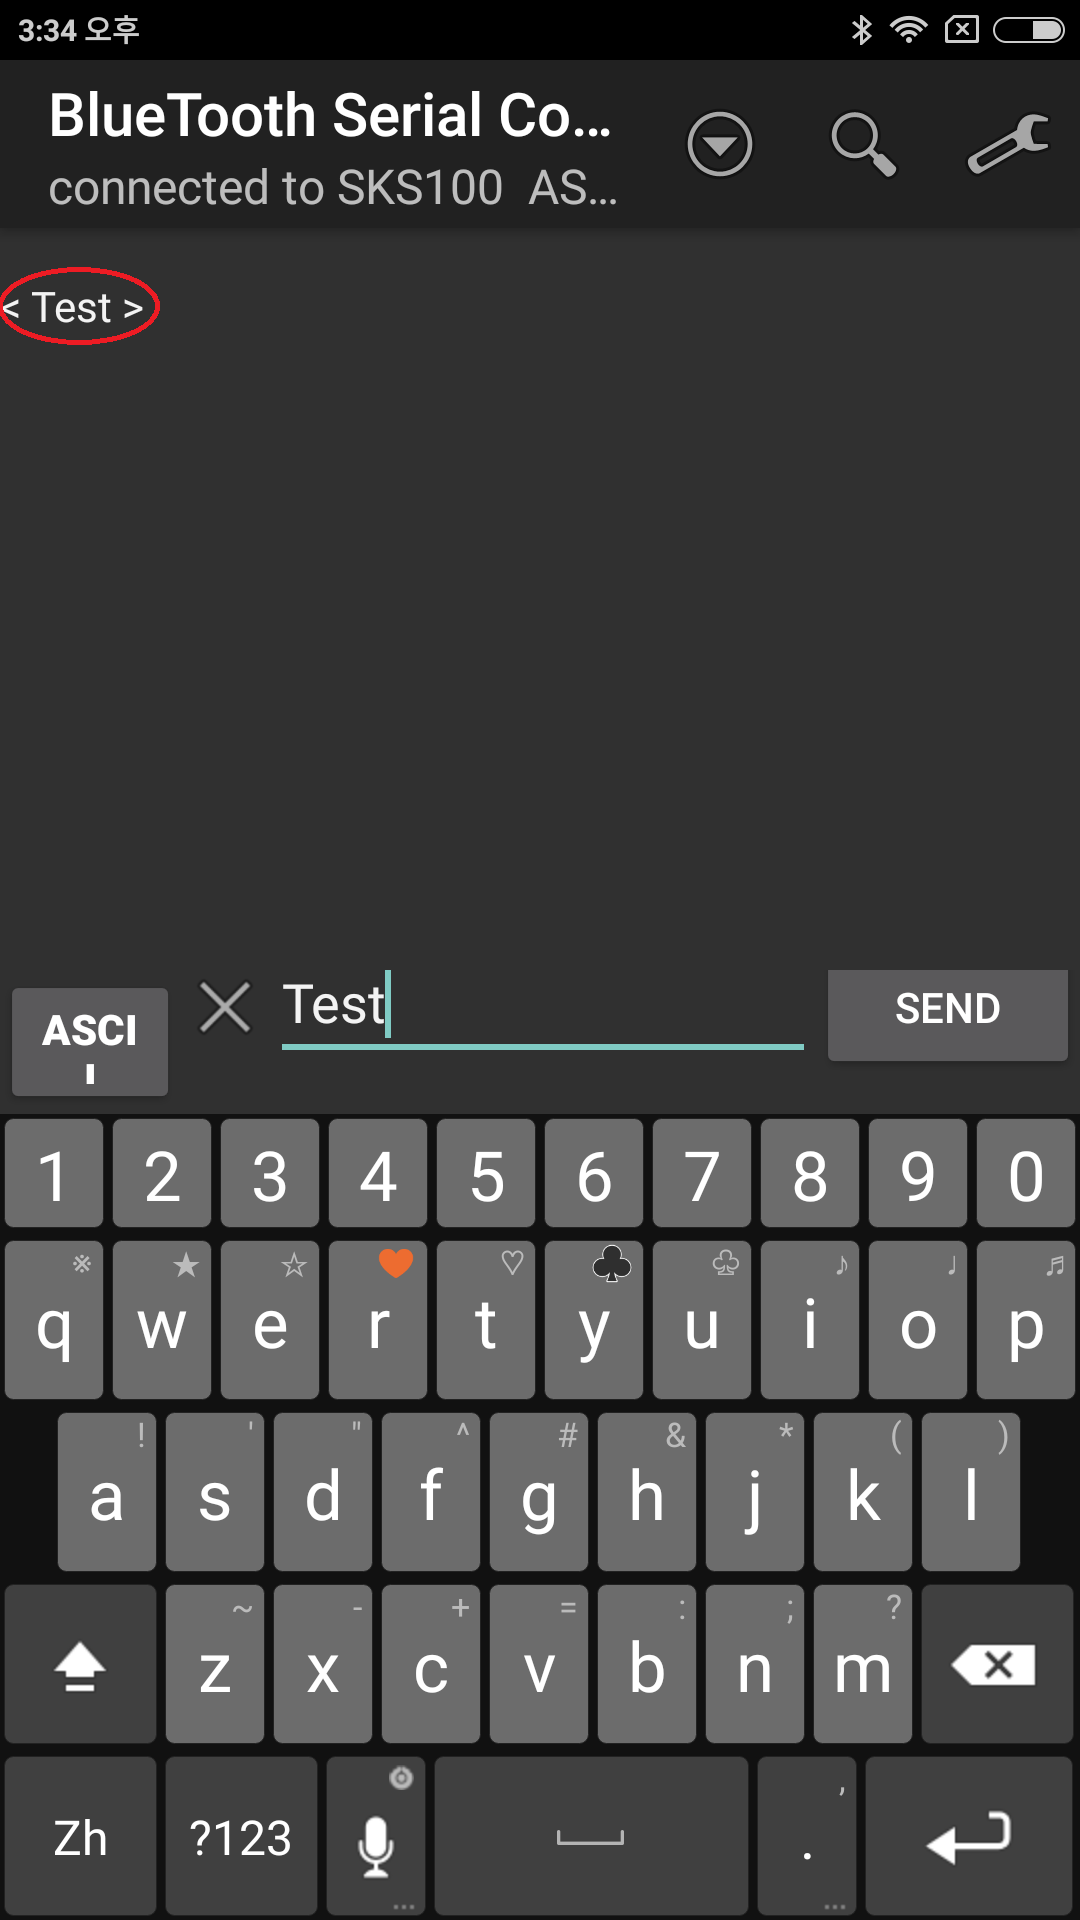 3:34 오후
BlueTooth Serial Co...
connected to SKS100  AS...
< Test >
ASCI
I
Test
SEND
1 2 3 4 5 6 7 8 9 0
※ ★ ☆ ♥ ♡ ♣ ♧ ♪ ♩ ♬
q w e r t y u i o p
! ' " ^ # & * ( )
a s d f g h j k l
~ - + = : ; ?
z x c v b n m
,
Zh ?123 .
... ...